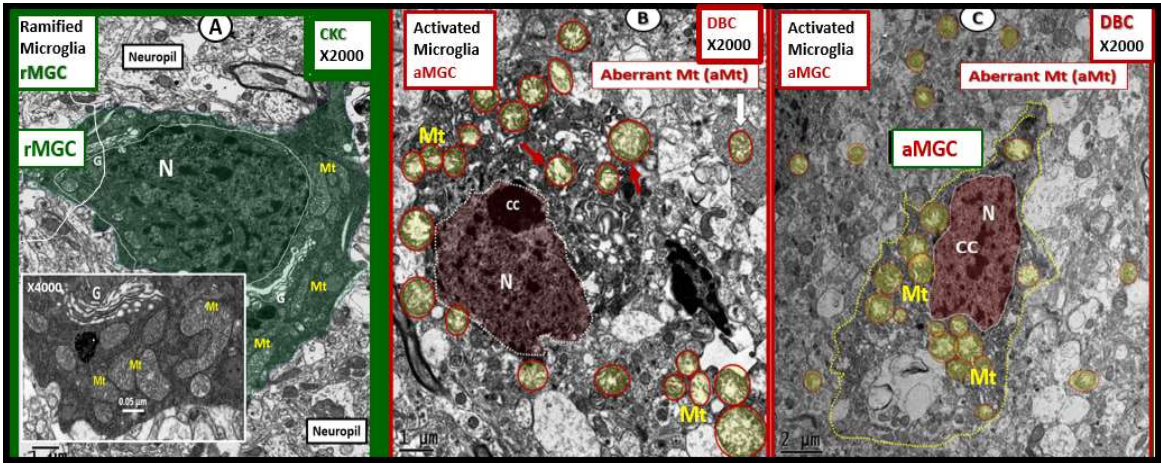 Ramified
Microglia
rMGC
A
CKC
X2000
Neuropil
rMGC
G
N
Mt
Mt
G
Mt
X4000
G
Mt
Mt
Mt
0.05 µm
Neuropil
Activated
Microglia
aMGC
B
DBC
X2000
Aberrant Mt (aMt)
Mt
CC
N
Mt
1 µm
Activated
Microglia
aMGC
C
DBC
X2000
Aberrant Mt (aMt)
aMGC
N
CC
Mt
Mt
2 µm